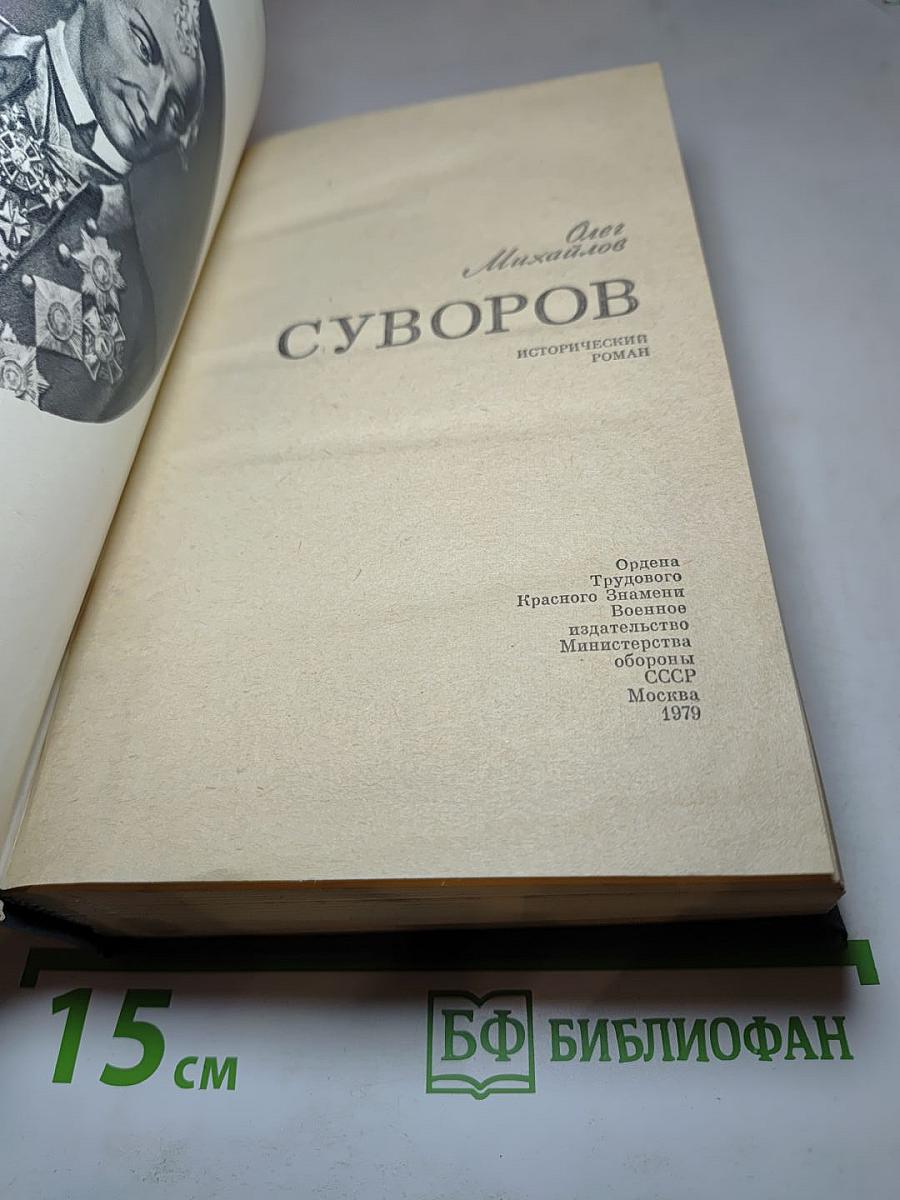 Олег
Михайлов
СУВОРОВ
ИСТОРИЧЕСКИЙ
РОМАН
Ордена
Трудового
Красного Знамени
Военное
издательство
Министерства
обороны
СССР
Москва
1979
15 см
БФ БИБЛИОФАН